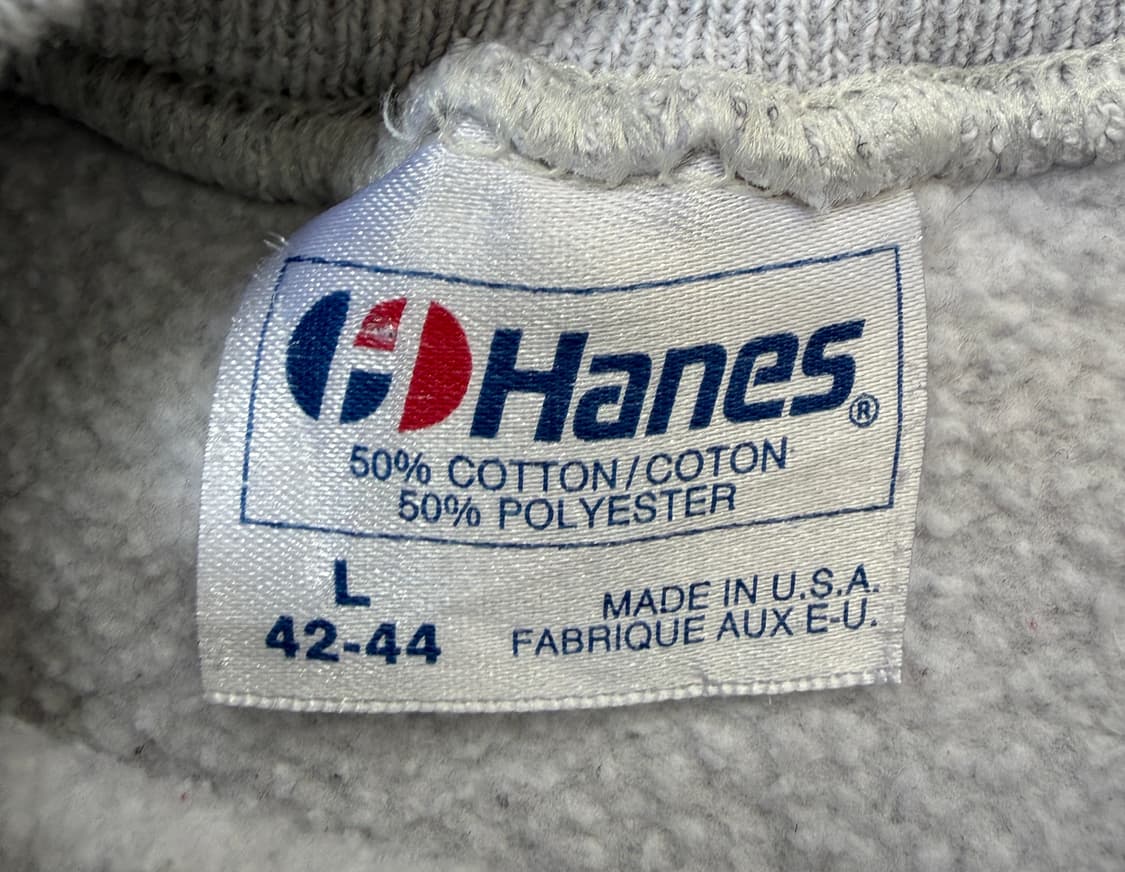 Hanes®
50% COTTON/COTON
50% POLYESTER
L
42-44
MADE IN U.S.A.
FABRIQUE AUX E-U.